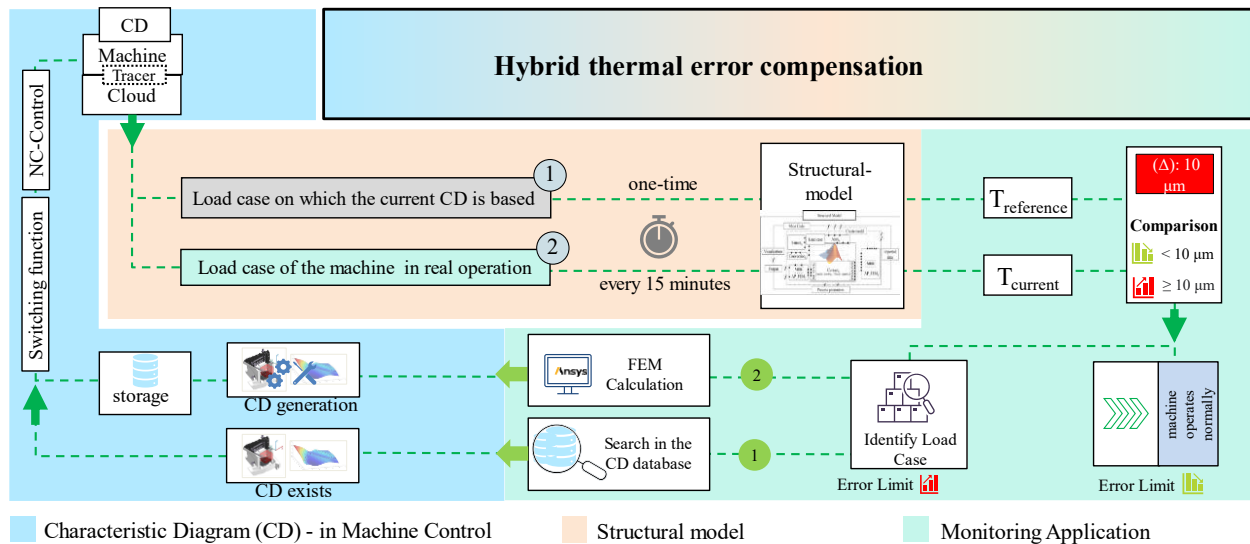 CD
Machine
Tracer
Cloud
Hybrid thermal error compensation
NC-Control
Switching function
Load case on which the current CD is based
1
one-time
Structural-
model
T reference
(Δ): 10
μm
Comparison
< 10 μm
≥ 10 μm
Load case of the machine in real operation
2
every 15 minutes
T current
storage
CD generation
Ansys
FEM
Calculation
2
Identify Load
Case
Error Limit
machine
operates
normally
Error Limit
CD exists
Search in the
CD database
1
Characteristic Diagram (CD) - in Machine Control
Structural model
Monitoring Application